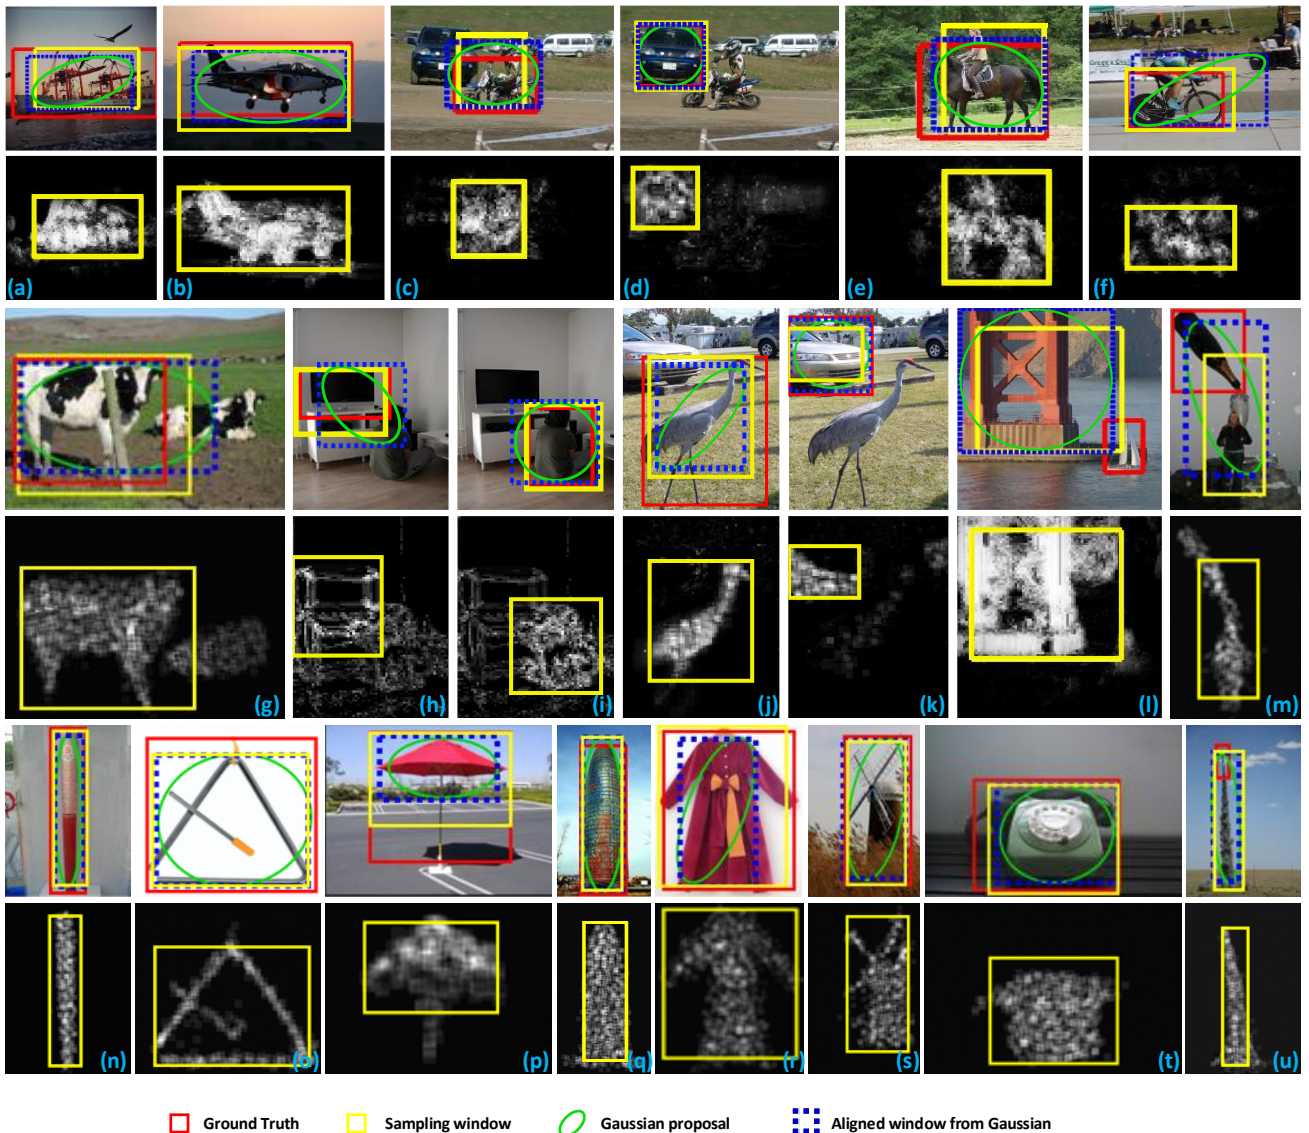 (a) (b) (c) (d) (e) (f)
(g) (h) (i) (j) (k) (l) (m)
(n) (o) (p) (q) (r) (s) (t) (u)
Ground Truth Sampling window Gaussian proposal Aligned window from Gaussian